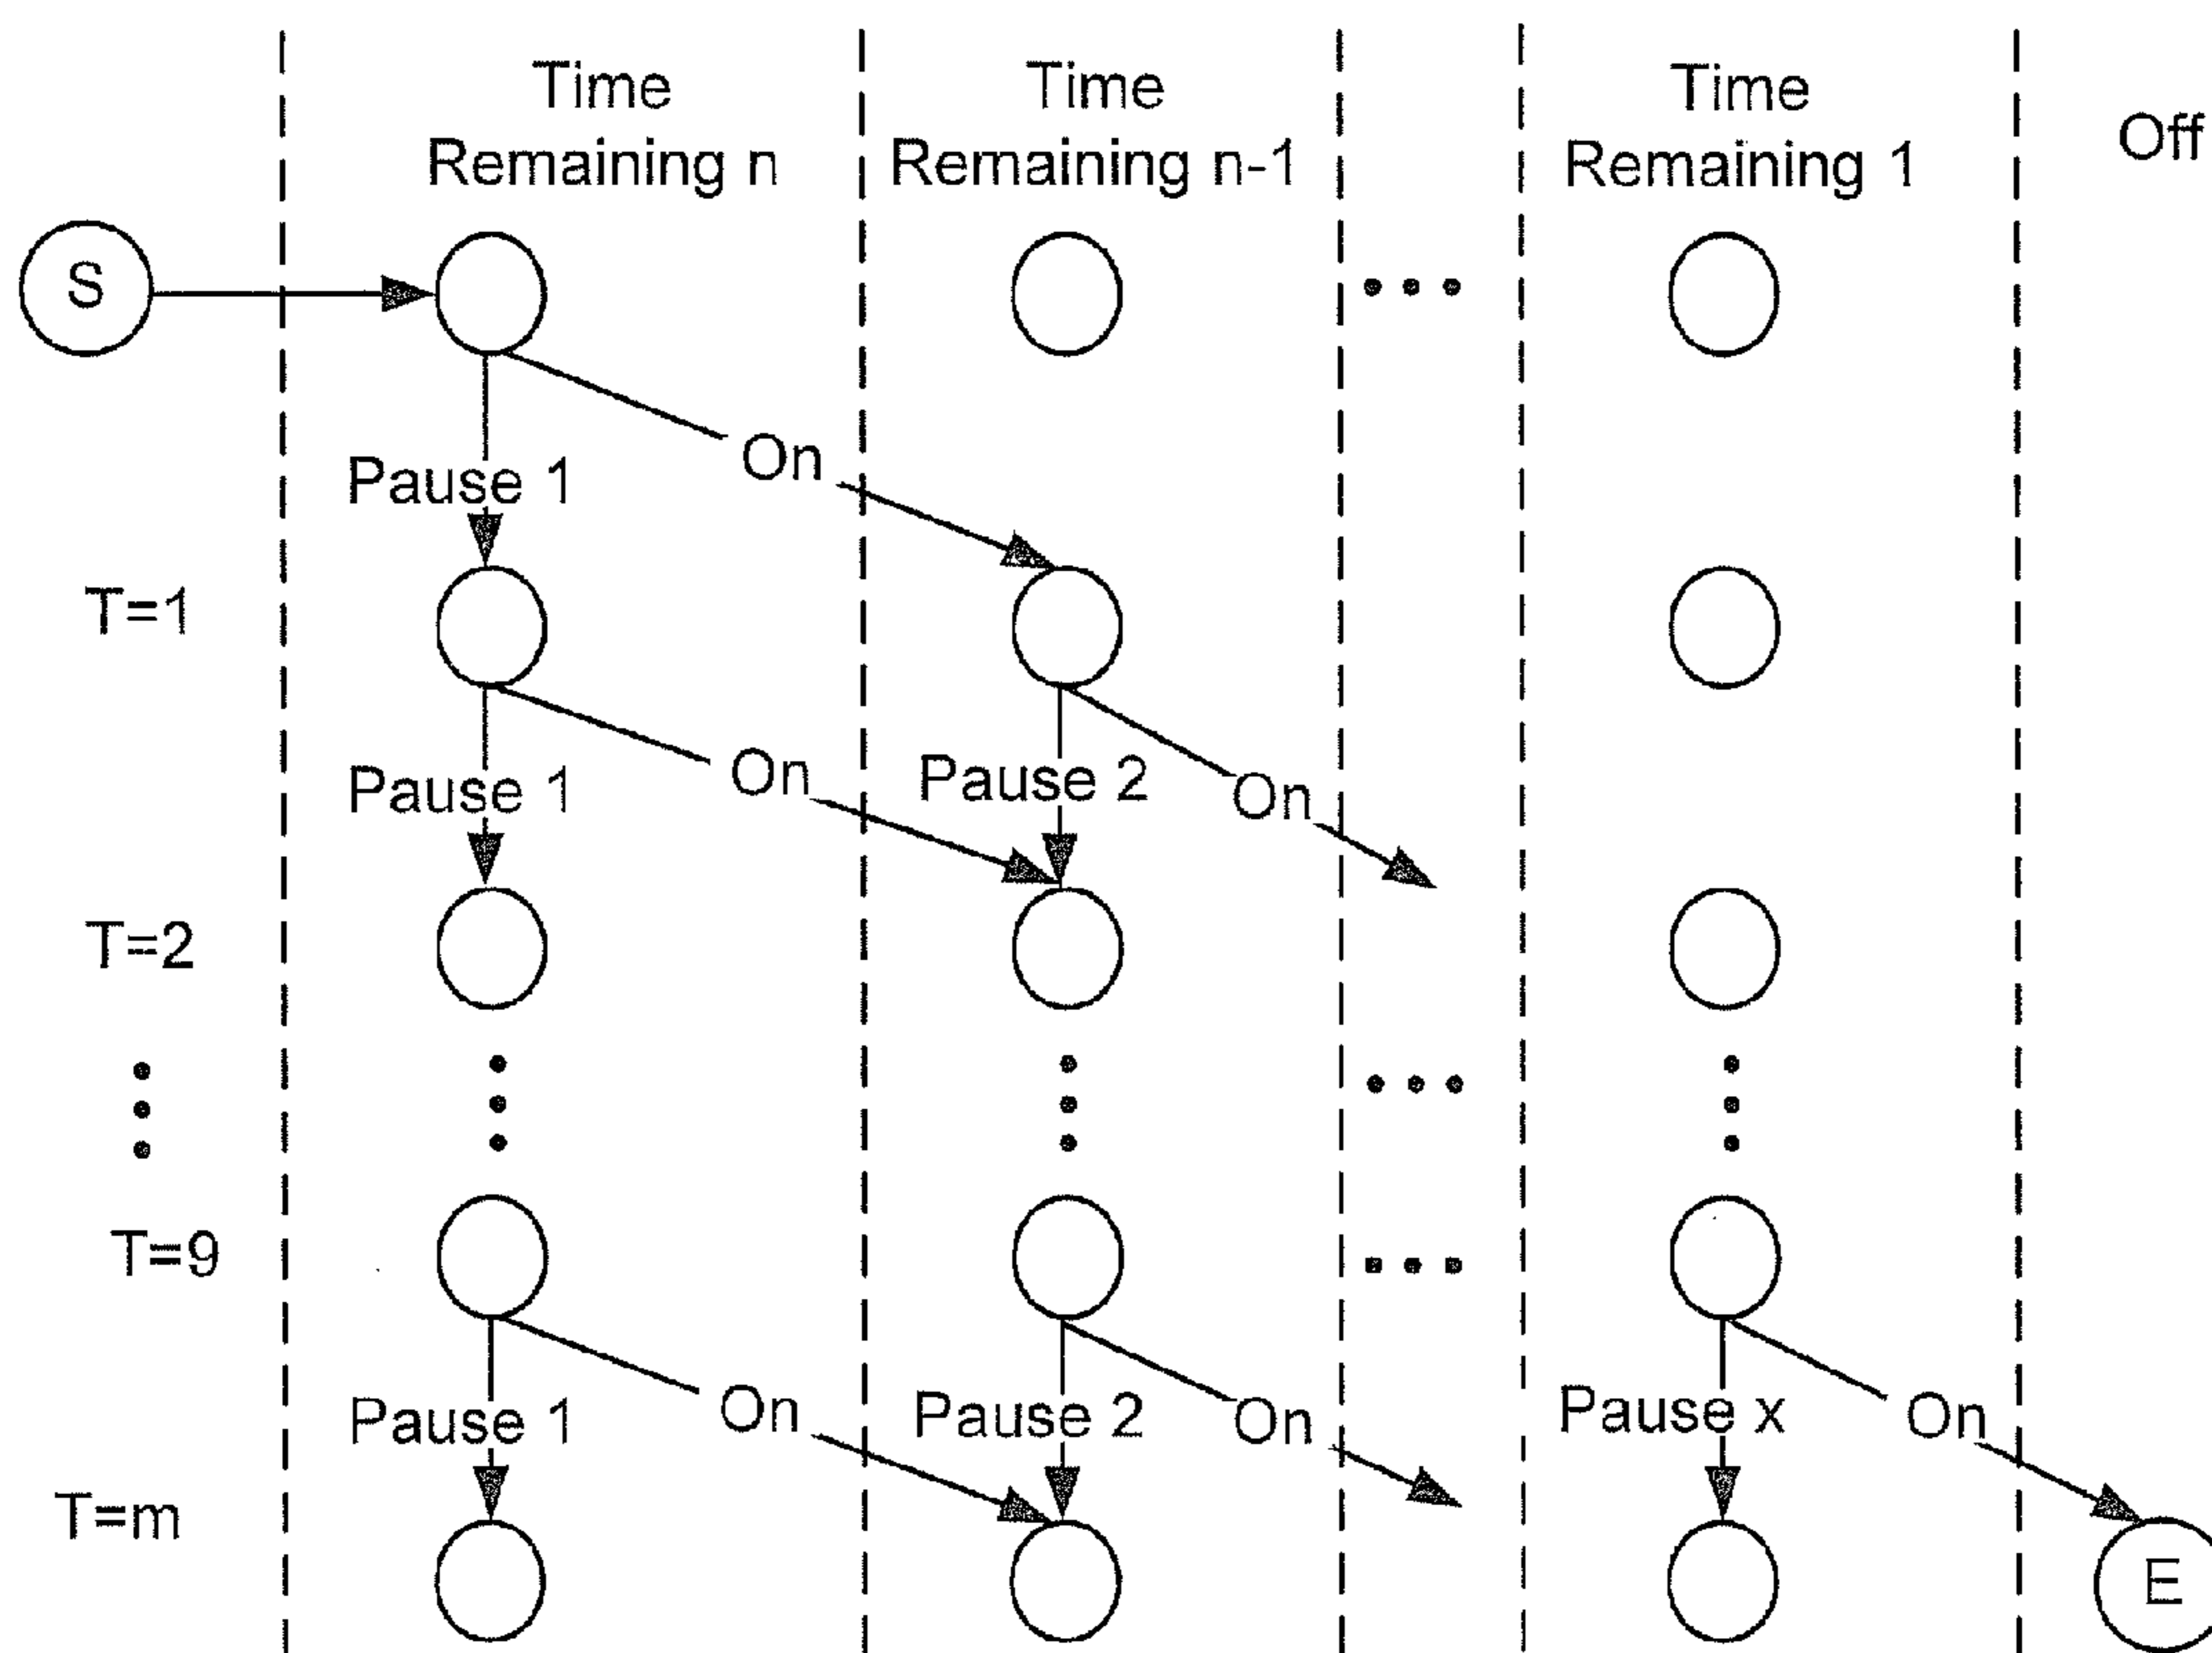 Time Remaining n
Time Remaining n-1
Time Remaining 1
Off
S
On
Pause 1
T=1
On
Pause 1
Pause 2
On
T=2
T=9
On
Pause 1
Pause 2
On
Pause x
On
T=m
E